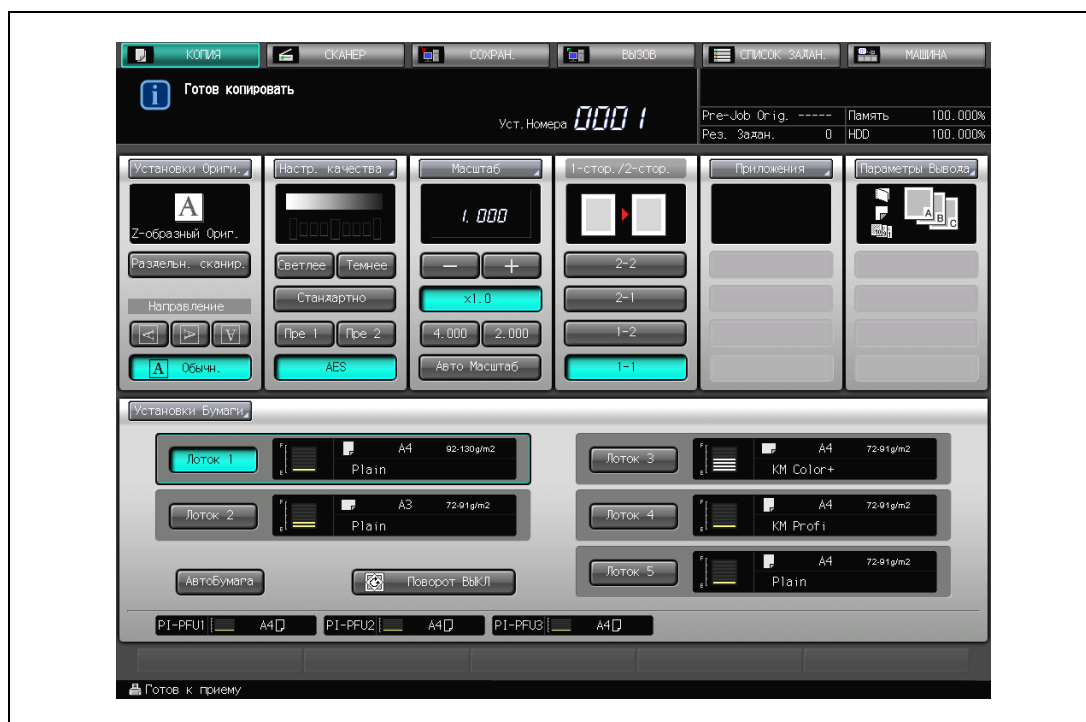 КОПИЯ СКАНЕР СОХРАН. ВЫЗОВ СПИСОК ЗАДАН. МАШИНА
Готов копировать
Уст.Номера 0001
Pre-Job Orig. ----- Память 100.000%
Рез. Задан. 0 HDD 100.000%
Установки Ориги. Настр. качества Масштаб 1-стор./2-стор. Приложения Параметры Вывода
A
Z-образный Ориг.
1.000
A B C
Раздельн. сканир. Светлее Темнее − + 2-2
Направление Стандартно x1.0 2-1
A A A Пре 1 Пре 2 4.000 2.000 1-2
A Обычн. AES Авто Масштаб 1-1
Установки Бумаги
Лоток 1 F E A4 92-130g/m2
Plain
Лоток 3 F E A4 72-91g/m2
KM Color+
Лоток 2 F E A3 72-91g/m2
Plain
Лоток 4 F E A4 72-91g/m2
KM Profi
АвтоБумага Поворот ВЫКЛ
Лоток 5 F E A4 72-91g/m2
Plain
PI-PFU1 A4 PI-PFU2 A4 PI-PFU3 A4
Готов к приему